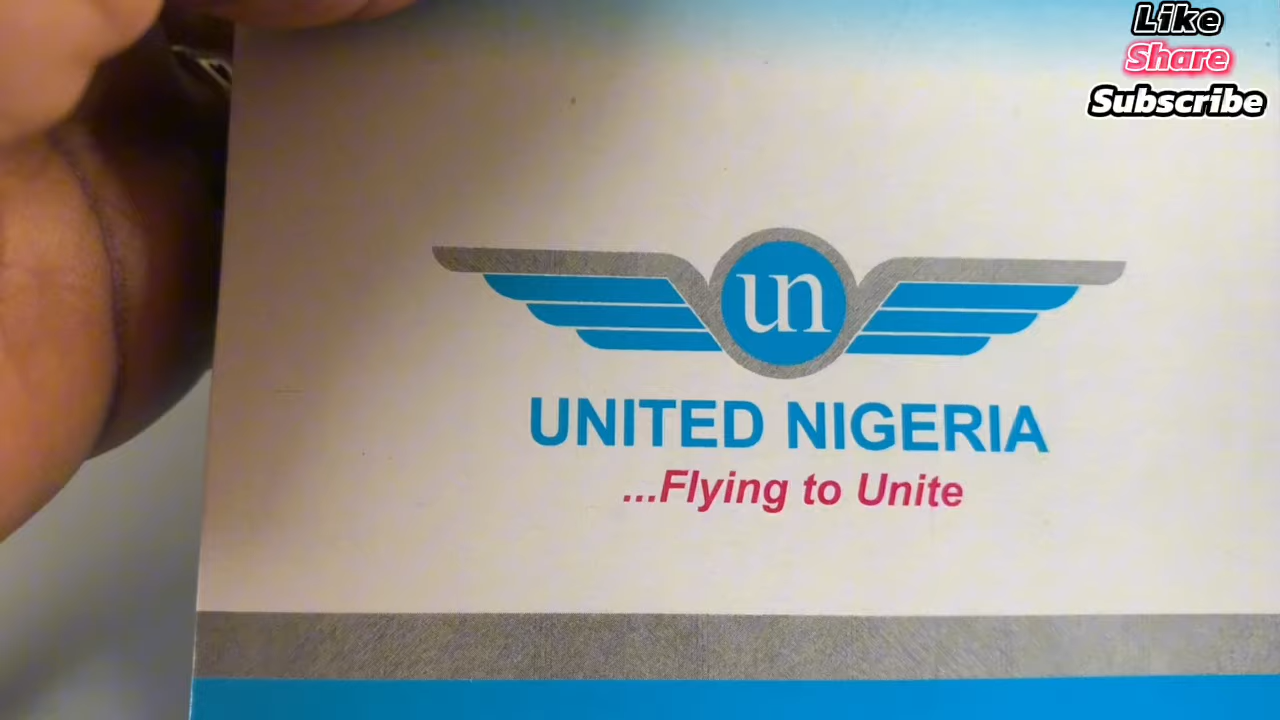 Like
Share
Subscribe
un
UNITED NIGERIA
...Flying to Unite